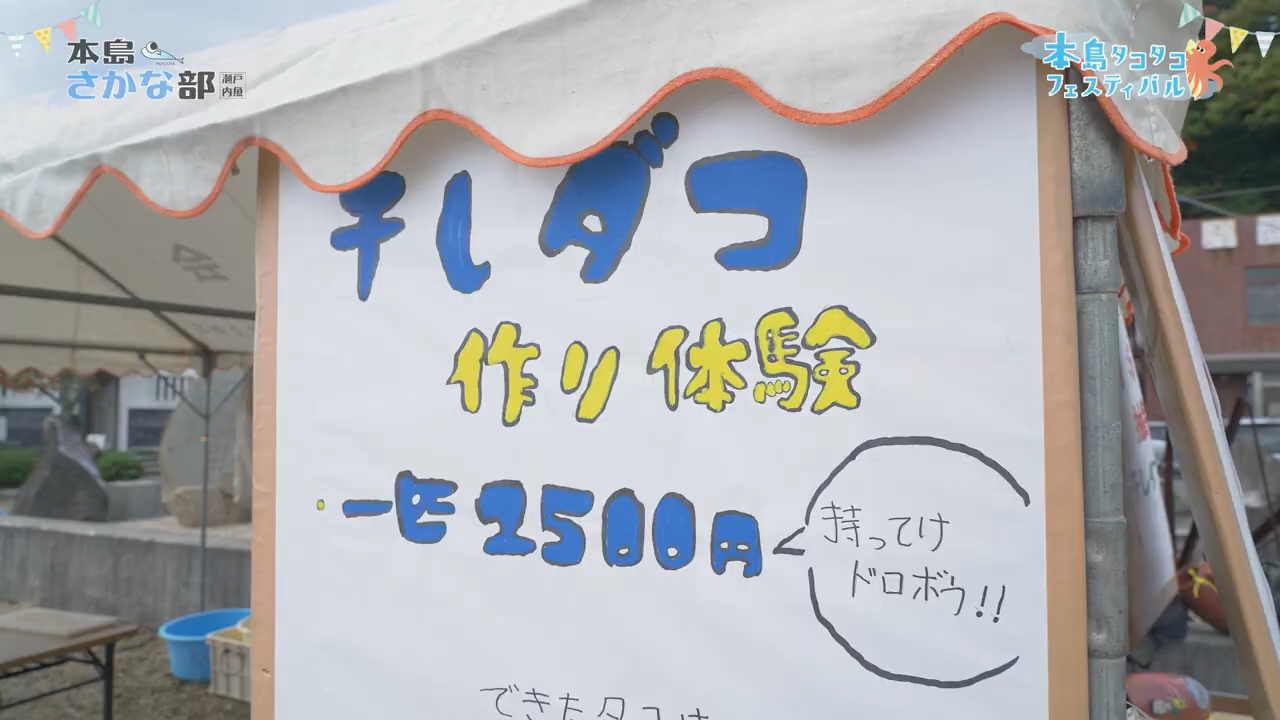 本島
さかな部
瀬戸
内魚
本島タコタコ
フェスティバル
干しダコ
作り体験
・一匹2500円
持ってけ
ドロボウ!!
できたタコは